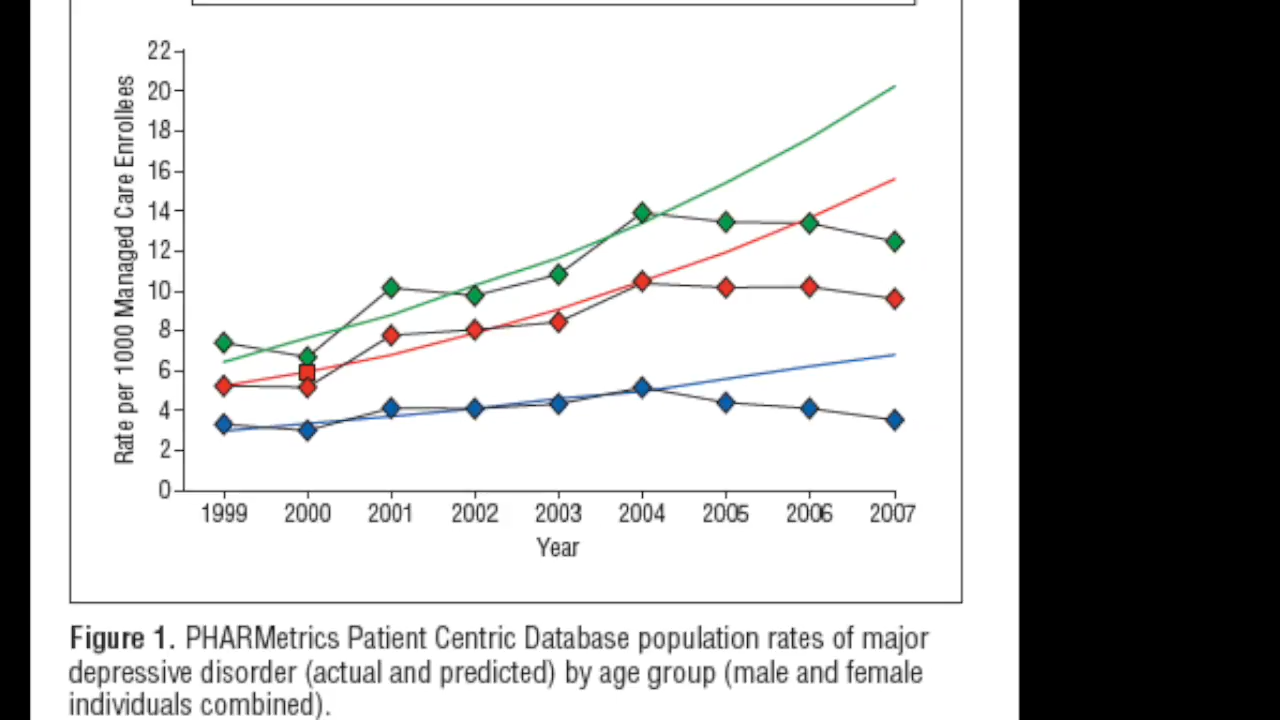 22
20
18
16
14
12
10
8
6
4
2
0
Rate per 1000 Managed Care Enrollees
1999 2000 2001 2002 2003 2004 2005 2006 2007
Year
Figure 1. PHARMetrics Patient Centric Database population rates of major
depressive disorder (actual and predicted) by age group (male and female
individuals combined).